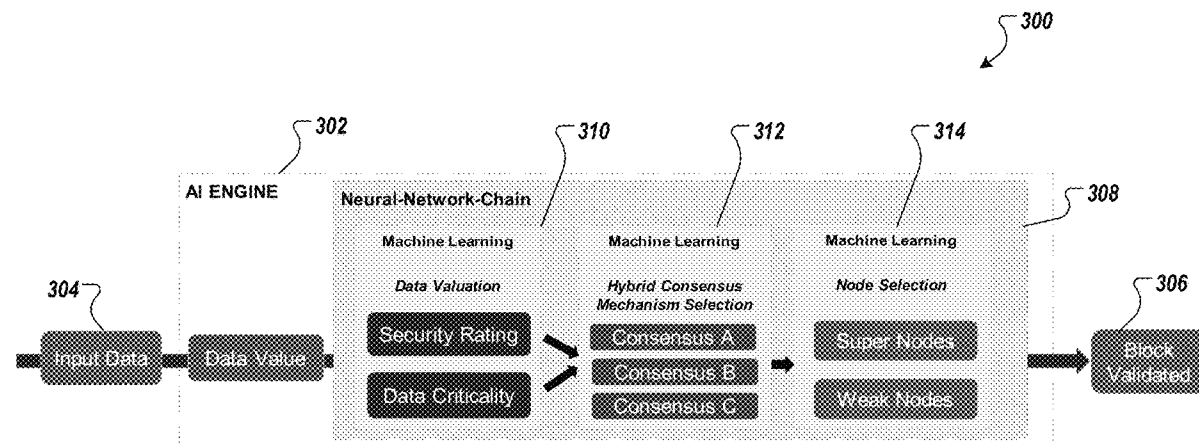 300
302
310
312
314
AI ENGINE
Neural-Network-Chain
308
Machine Learning
Machine Learning
Machine Learning
304
Data Valuation
Hybrid Consensus
Mechanism Selection
Node Selection
306
Input Data
Data Value
Security Rating
Data Criticality
Consensus A
Consensus B
Consensus C
Super Nodes
Weak Nodes
Block
Validated